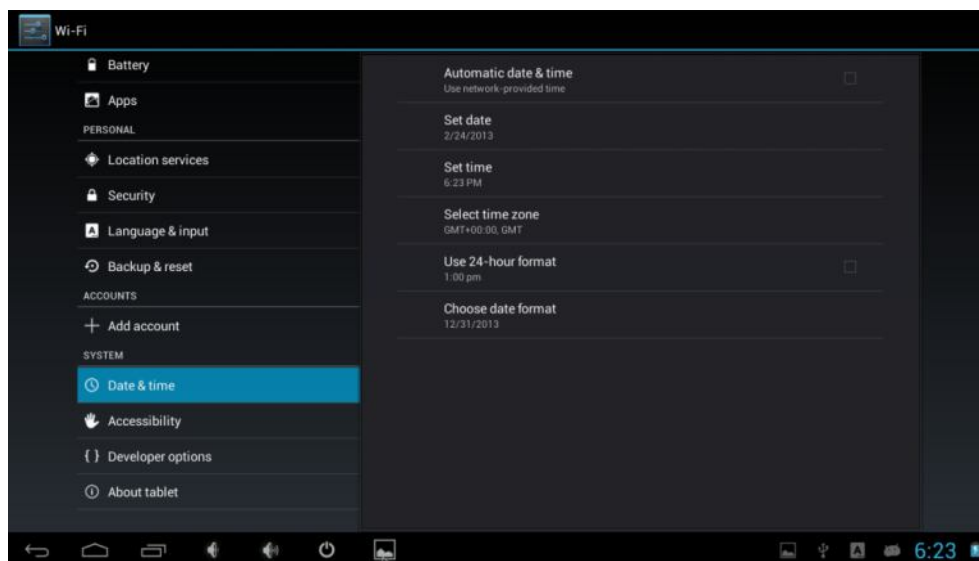 Wi-Fi
Battery
Apps
PERSONAL
Location services
Security
Language & input
Backup & reset
ACCOUNTS
Add account
SYSTEM
Date & time
Accessibility
{ } Developer options
About tablet
Automatic date & time
Use network-provided time
Set date
2/24/2013
Set time
6:23 PM
Select time zone
GMT+00:00, GMT
Use 24-hour format
1:00 pm
Choose date format
12/31/2013
6:23